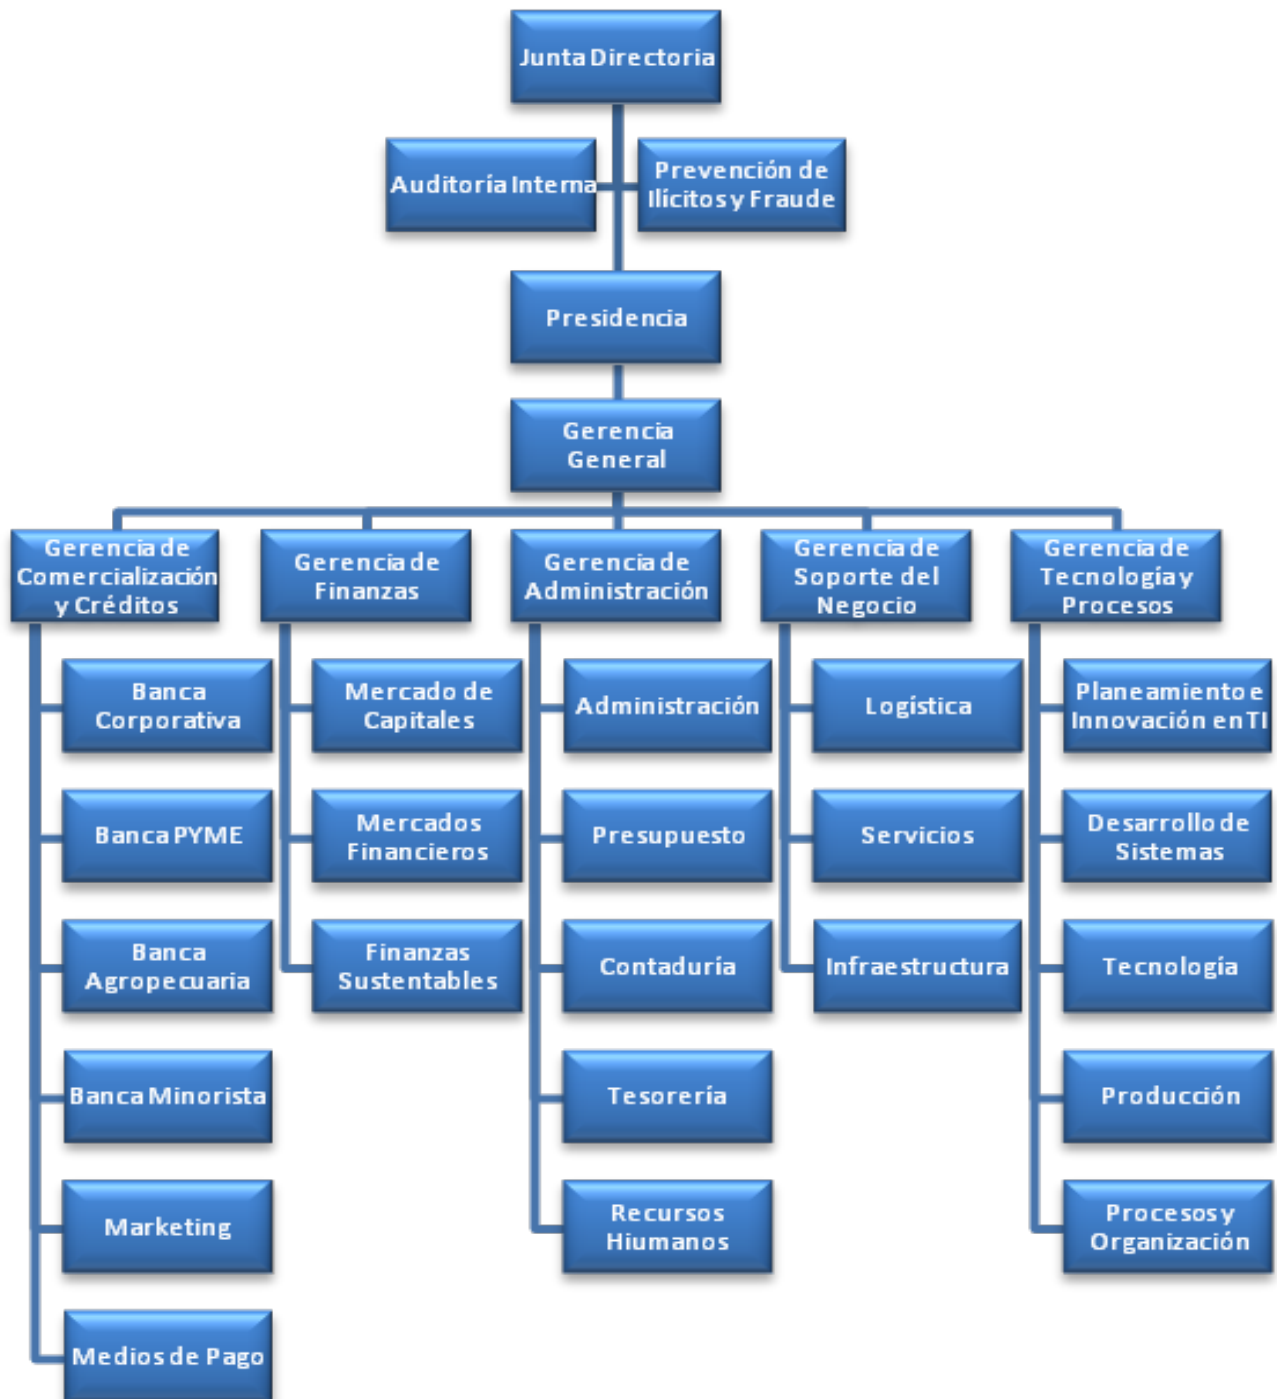 Junta Directoria
Auditoría Interna
Prevención de
Ilícitos y Fraude
Presidencia
Gerencia
General
Gerencia de
Comercialización
y Créditos
Gerencia de
Finanzas
Gerencia de
Administración
Gerencia de
Soporte del
Negocio
Gerencia de
Tecnología y
Procesos
Banca
Corporativa
Mercado de
Capitales
Administración
Logística
Planeamiento e
Innovación en TI
Banca PYME
Mercados
Financieros
Presupuesto
Servicios
Desarrollo de
Sistemas
Banca
Agropecuaria
Finanzas
Sustentables
Contaduría
Infraestructura
Tecnología
Banca Minorista
Tesorería
Producción
Marketing
Recursos
Hiumanos
Procesos y
Organización
Medios de Pago